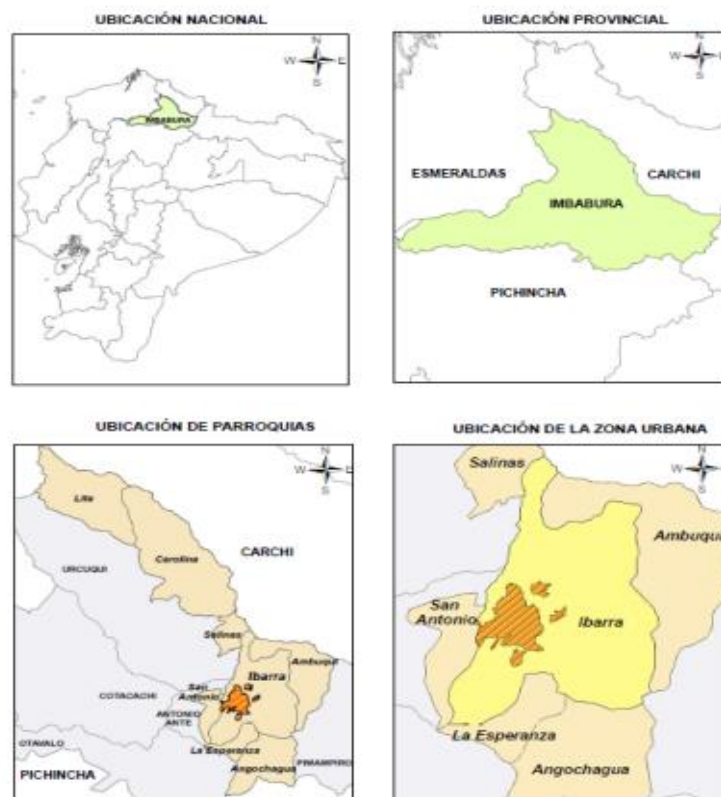 UBICACIÓN NACIONAL
N
W E
S
IMBABURA
UBICACIÓN PROVINCIAL
N
W
S
ESMERALDAS
CARCHI
IMBABURA
PICHINCHA
UBICACIÓN DE PARROQUIAS
N
W E
S
Lita
Carolina
CARCHI
URCUQUI
Salinas
Ambuqui
Ibarra
San
Antonio
COTACACHI
ANTONIO
ANTE
OTAVALO
La Esperanza
Angochagua
PIMAMPIRO
PICHINCHA
UBICACIÓN DE LA ZONA URBANA
N
W
S
Salinas
Ambuqui
San
Antonio
Ibarra
La Esperanza
Angochagua